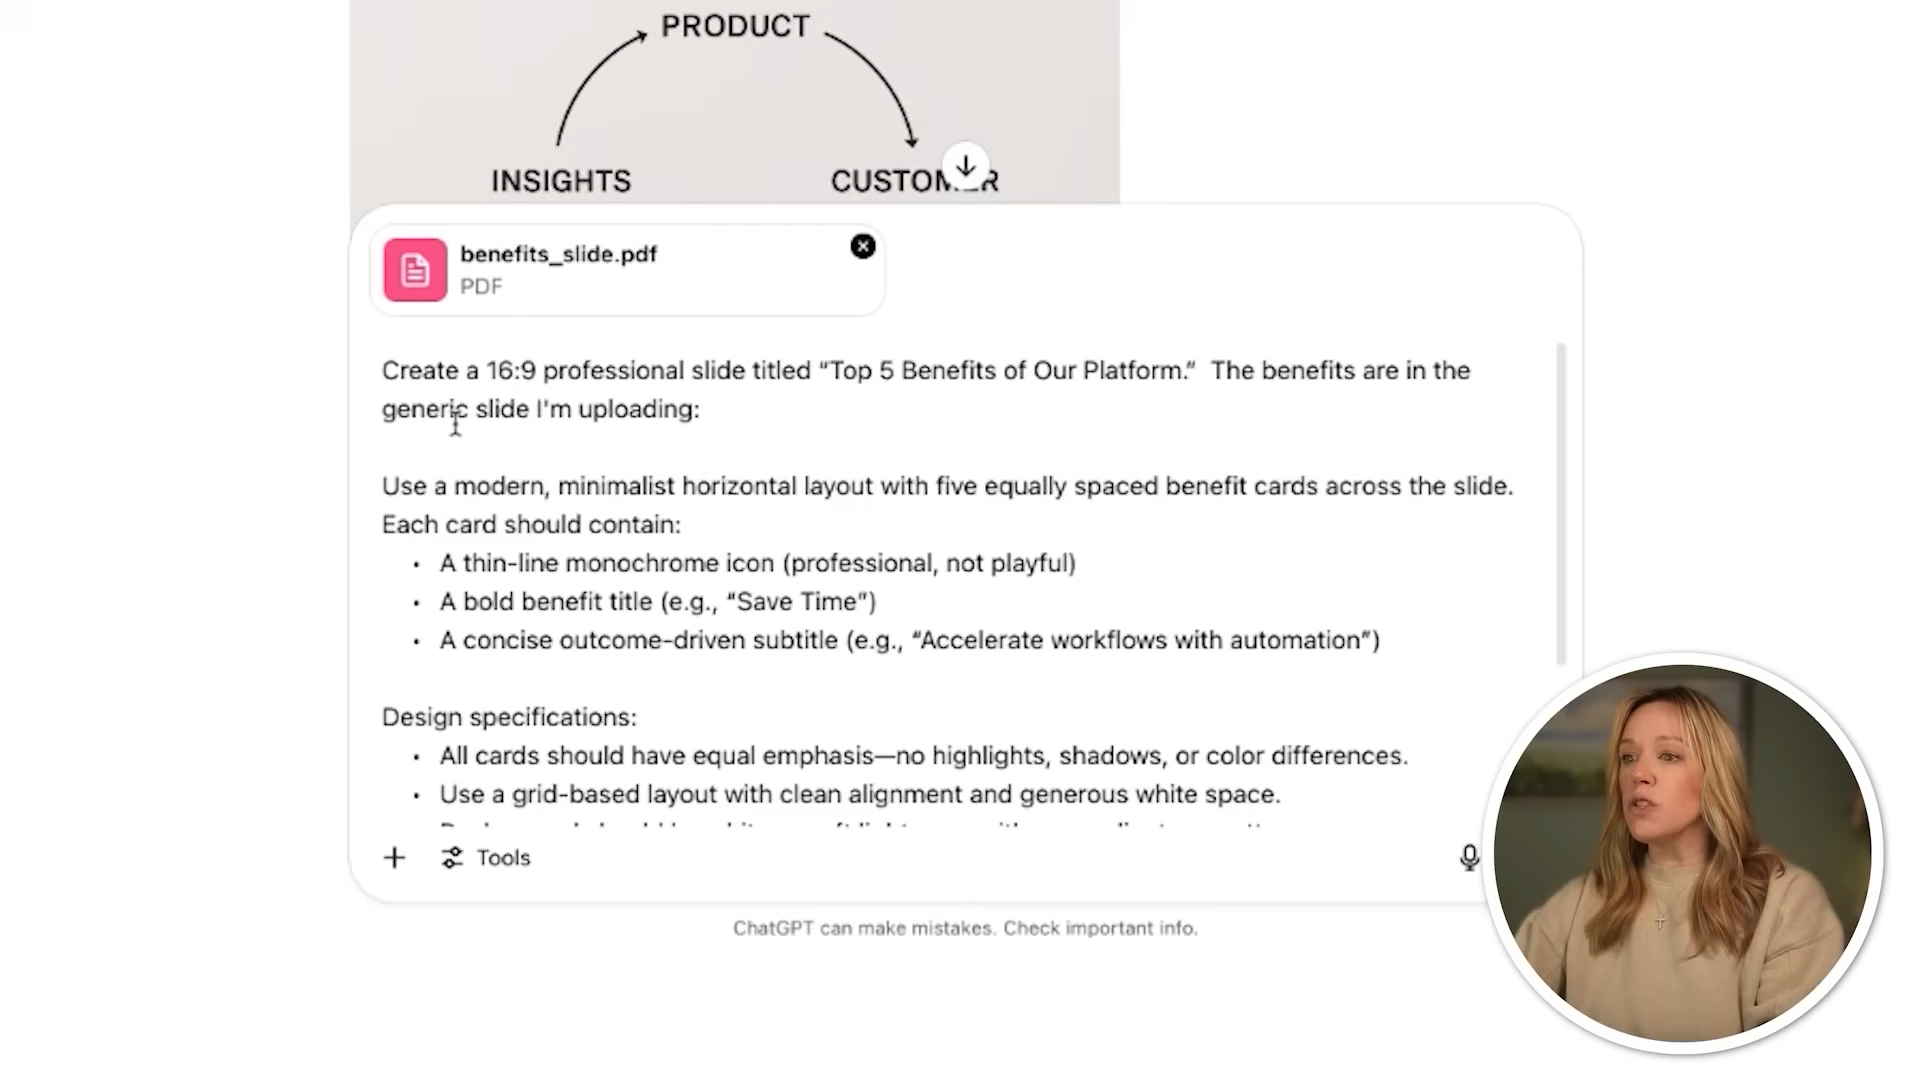 PRODUCT
INSIGHTS
benefits_slide.pdf
PDF
Create a 16:9 professional slide titled “Top 5 Benefits of Our Platform.”  The benefits are in the
generic slide I'm uploading:
Use a modern, minimalist horizontal layout with five equally spaced benefit cards across the slide.
Each card should contain:
• A thin-line monochrome icon (professional, not playful)
• A bold benefit title (e.g., “Save Time”)
• A concise outcome-driven subtitle (e.g., “Accelerate workflows with automation”)
Design specifications:
• All cards should have equal emphasis—no highlights, shadows, or color differences.
• Use a grid-based layout with clean alignment and generous white space.
Tools
ChatGPT can make mistakes. Check important info.